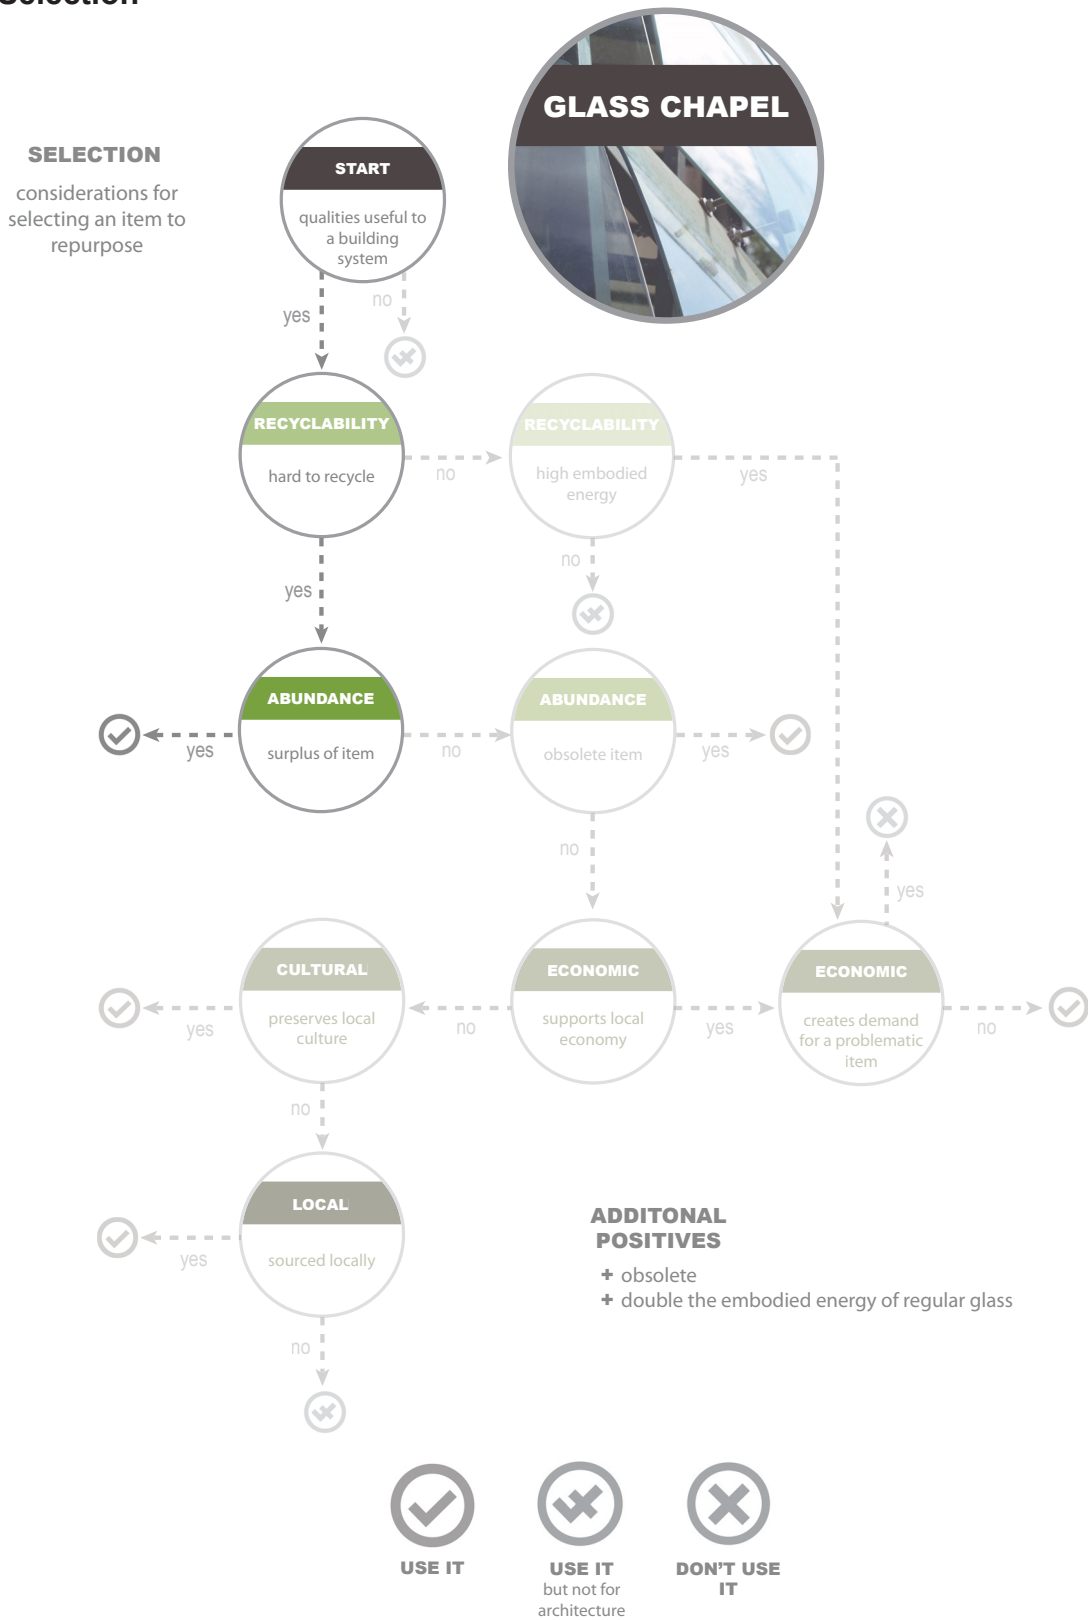 Selection
GLASS CHAPEL
SELECTION
considerations for
selecting an item to
repurpose
START
qualities useful to
a building
system
no
yes
RECYCLABILITY
hard to recycle
no
RECYCLABILITY
high embodied
energy
yes
no
yes
ABUNDANCE
surplus of item
yes
no
ABUNDANCE
obsolete item
yes
no
yes
CULTURAL
preserves local
culture
yes
no
ECONOMIC
supports local
economy
yes
ECONOMIC
creates demand
for a problematic
item
no
no
LOCAL
sourced locally
yes
no
ADDITONAL
POSITIVES
+ obsolete
+ double the embodied energy of regular glass
USE IT
USE IT
but not for
architecture
DON'T USE
IT